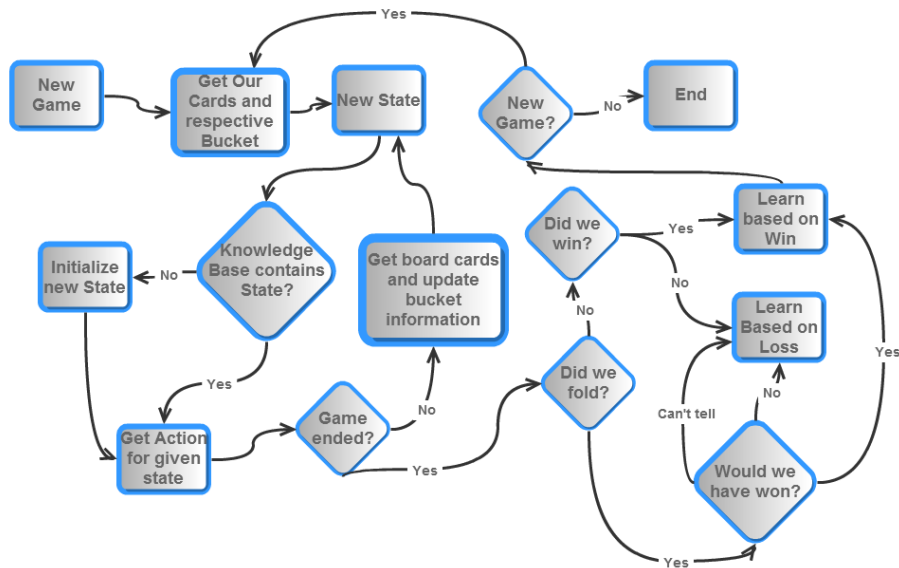 Yes
New
Game
Get Our
Cards and
respective
Bucket
New State
New
Game?
No
End
Knowledge
Base contains
State?
No
Initialize
new State
Get board cards
and update
bucket
information
Did we
win?
Yes
Learn
based on
Win
No
No
Learn
Based on
Loss
Yes
Yes
Get Action
for given
state
Game
ended?
No
Yes
Did we
fold?
Can't tell
No
Would we
have won?
Yes